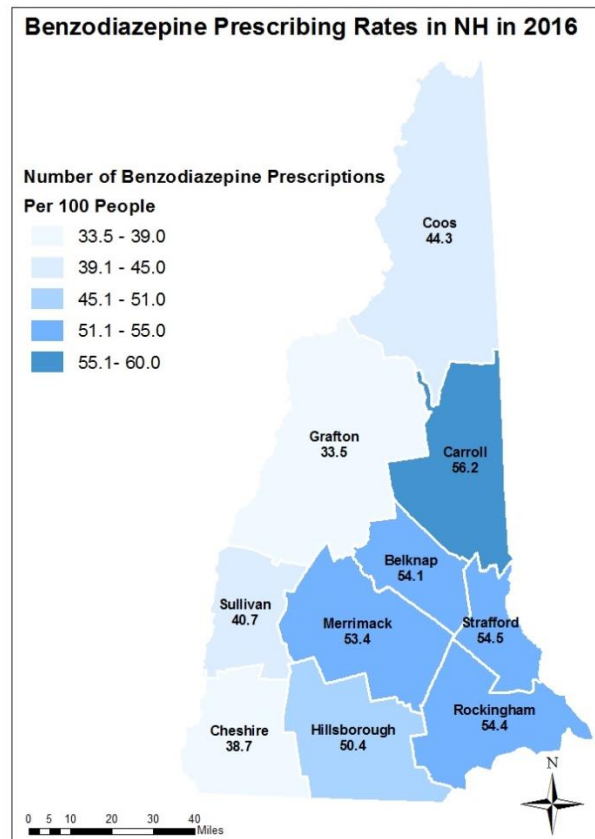 Benzodiazepine Prescribing Rates in NH in 2016
Number of Benzodiazepine Prescriptions
Per 100 People
33.5 - 39.0
39.1 - 45.0
45.1 - 51.0
51.1 - 55.0
55.1- 60.0
Coos
44.3
Grafton
33.5
Carroll
56.2
Belknap
54.1
Sullivan
40.7
Merrimack
53.4
Strafford
54.5
Rockingham
54.4
Cheshire
38.7
Hillsborough
50.4
N
0 5 10 20 30 40
Miles